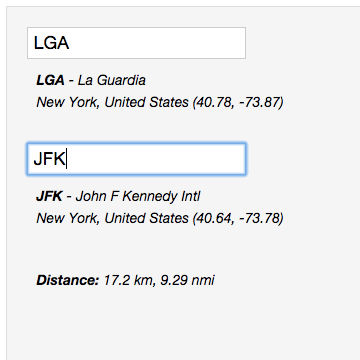 LGA
LGA - La Guardia
New York, United States (40.78, -73.87)
JFK
JFK - John F Kennedy Intl
New York, United States (40.64, -73.78)
Distance: 17.2 km, 9.29 nmi